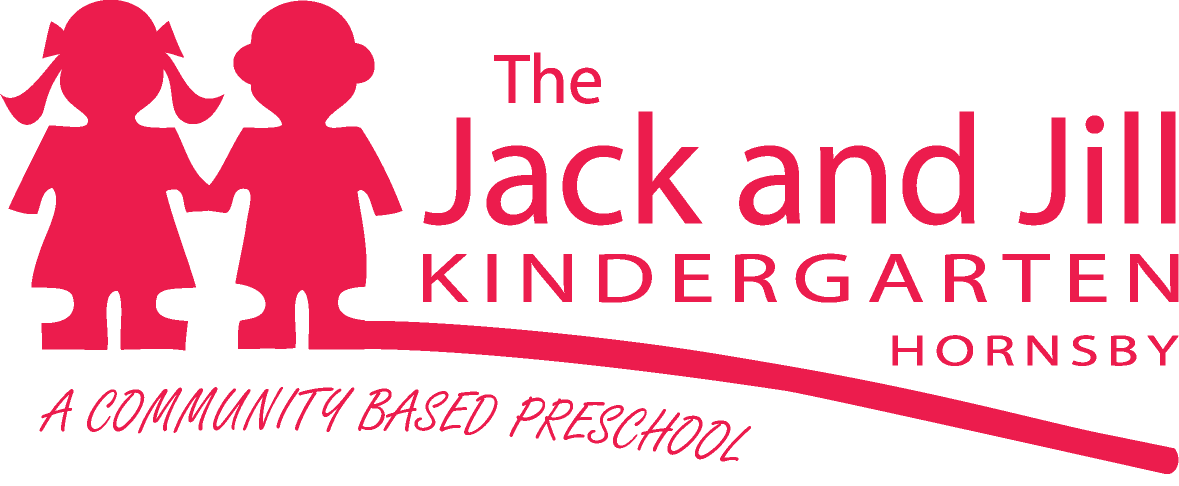 The
Jack and Jill
KINDERGARTEN
HORNSBY
A COMMUNITY BASED PRESCHOOL